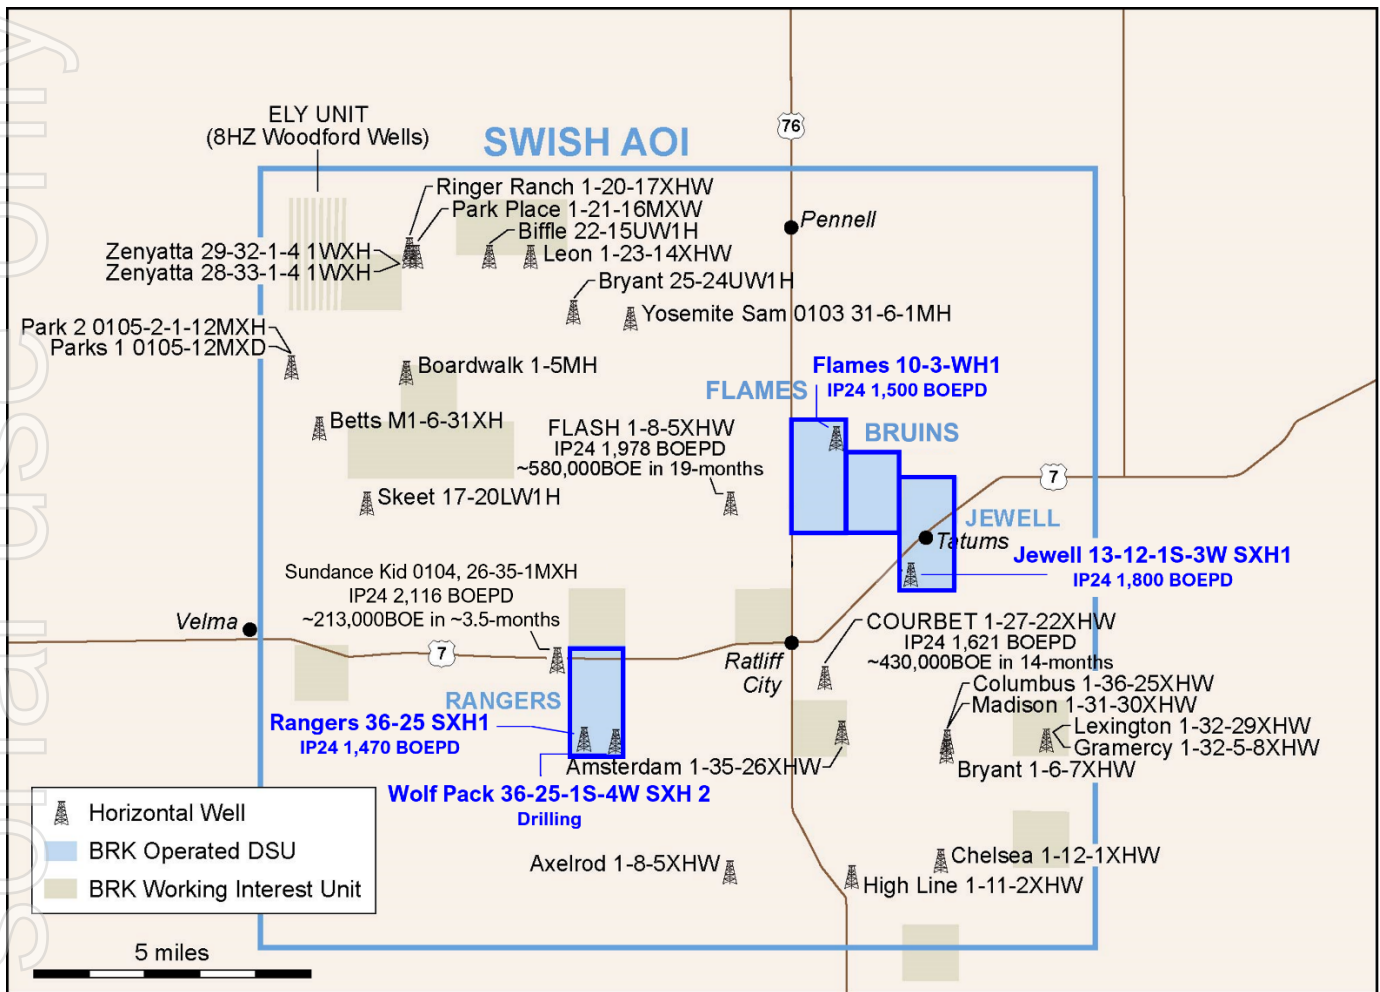 ELY UNIT
(8HZ Woodford Wells)
SWISH AOI
76
Pennell
Ringer Ranch 1-20-17XHW
Park Place 1-21-16MXW
Biffle 22-15UW1H
Leon 1-23-14XHW
Zenyatta 29-32-1-4 1WXH
Zenyatta 28-33-1-4 1WXH
Bryant 25-24UW1H
Yosemite Sam 0103 31-6-1MH
Park 2 0105-2-1-12MXH
Parks 1 0105-12MXD
Boardwalk 1-5MH
Flames 10-3-WH1
IP24 1,500 BOEPD
FLAMES
BRUINS
Betts M1-6-31XH
FLASH 1-8-5XHW
IP24 1,978 BOEPD
~580,000BOE in 19-months
7
Skeet 17-20LW1H
JEWELL
Tatums
Jewell 13-12-1S-3W SXH1
IP24 1,800 BOEPD
Sundance Kid 0104, 26-35-1MXH
IP24 2,116 BOEPD
~213,000BOE in ~3.5-months
Velma
7
COURBET 1-27-22XHW
IP24 1,621 BOEPD
~430,000BOE in 14-months
Ratliff
City
Columbus 1-36-25XHW
Madison 1-31-30XHW
RANGERS
Rangers 36-25 SXH1
IP24 1,470 BOEPD
Lexington 1-32-29XHW
Gramercy 1-32-5-8XHW
Amsterdam 1-35-26XHW
Bryant 1-6-7XHW
Wolf Pack 36-25-1S-4W SXH 2
Drilling
Horizontal Well
BRK Operated DSU
BRK Working Interest Unit
Axelrod 1-8-5XHW
Chelsea 1-12-1XHW
High Line 1-11-2XHW
5 miles